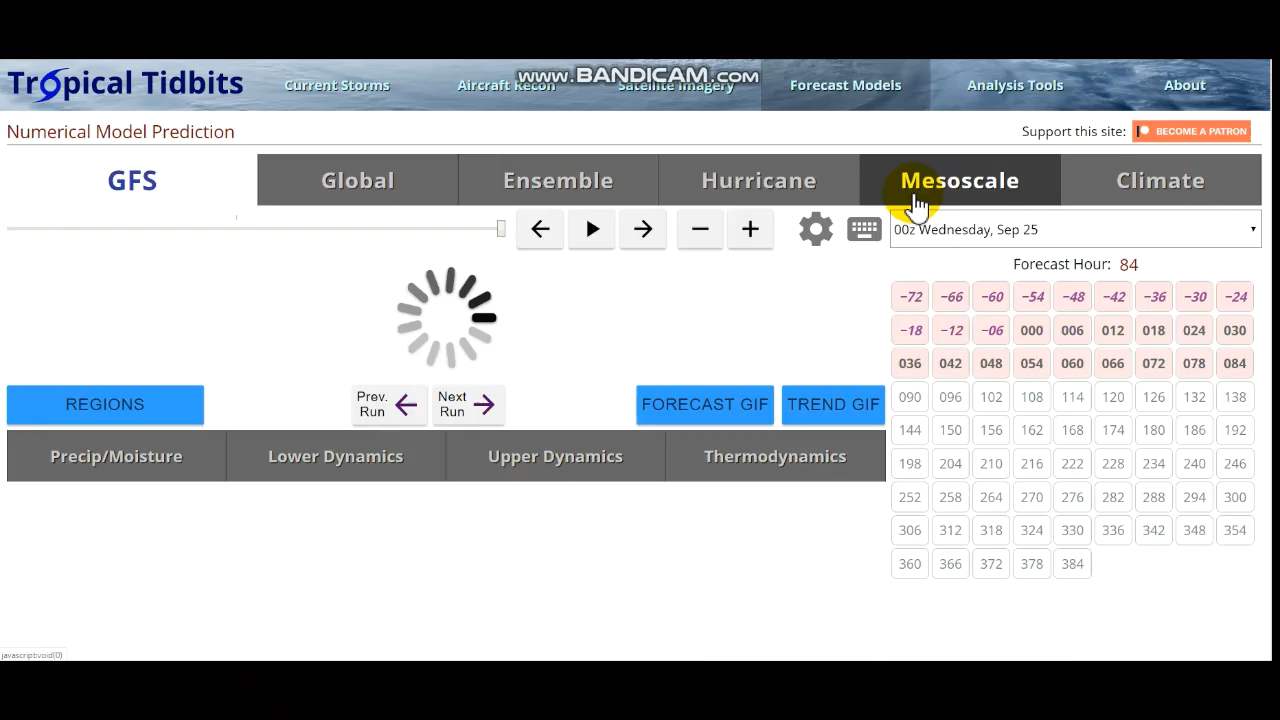 www.BANDICAM.com
Tropical Tidbits
Current Storms
Aircraft Recon
Satellite Imagery
Forecast Models
Analysis Tools
About
Numerical Model Prediction
Support this site:
BECOME A PATRON
GFS
Global
Ensemble
Hurricane
Mesoscale
Climate
00z Wednesday, Sep 25
Forecast Hour: 84
−72 −66 −60 −54 −48 −42 −36 −30 −24
−18 −12 −06 000 006 012 018 024 030
036 042 048 054 060 066 072 078 084
090 096 102 108 114 120 126 132 138
144 150 156 162 168 174 180 186 192
198 204 210 216 222 228 234 240 246
252 258 264 270 276 282 288 294 300
306 312 318 324 330 336 342 348 354
360 366 372 378 384
REGIONS
Prev. Run
Next Run
FORECAST GIF
TREND GIF
Precip/Moisture
Lower Dynamics
Upper Dynamics
Thermodynamics
javascript:void(0)